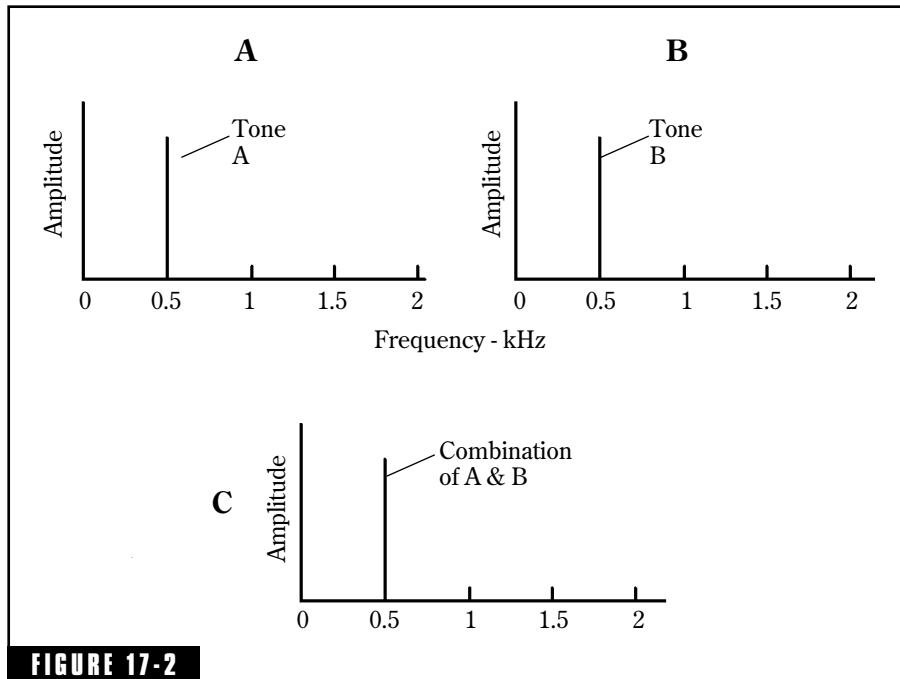 A
B
Amplitude
Tone
A
0 0.5 1 1.5 2
Amplitude
Tone
B
0 0.5 1 1.5 2
Frequency - kHz
C
Amplitude
Combination
of A & B
0 0.5 1 1.5 2
FIGURE 17-2